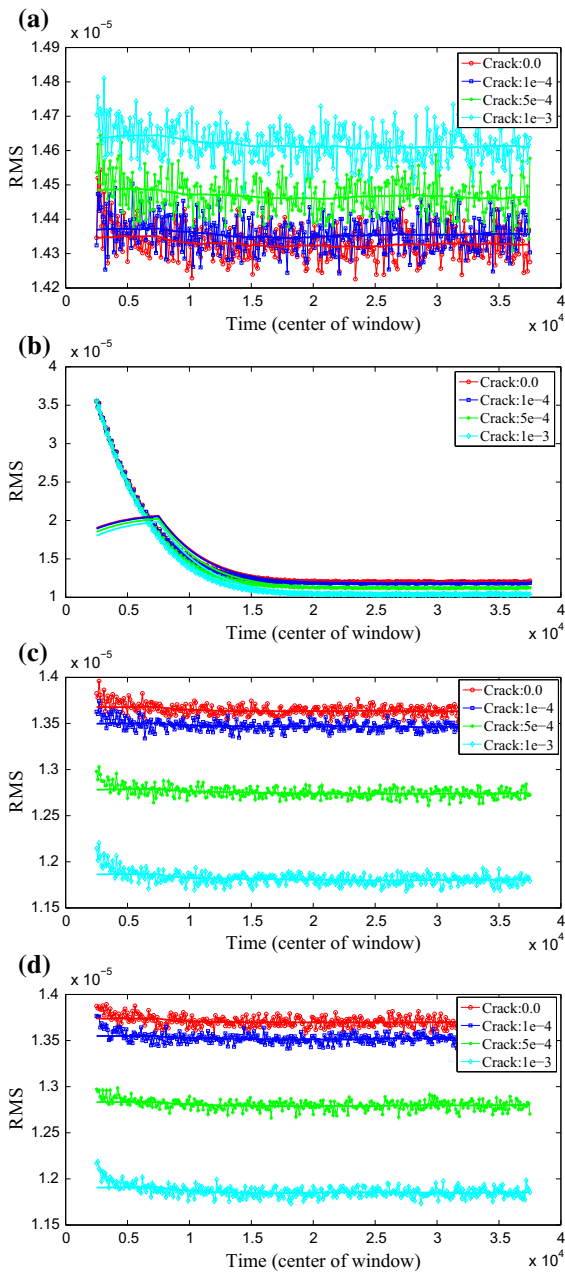 (a)
x 10⁻⁵
1.49
1.48
1.47
1.46
1.45
1.44
1.43
1.42
RMS
Crack:0.0
Crack:1e−4
Crack:5e−4
Crack:1e−3
0 0.5 1 1.5 2 2.5 3 3.5 4
Time (center of window)
x 10⁴
(b)
x 10⁻⁵
4
3.5
3
2.5
2
1.5
1
RMS
Crack:0.0
Crack:1e−4
Crack:5e−4
Crack:1e−3
0 0.5 1 1.5 2 2.5 3 3.5 4
Time (center of window)
x 10⁴
(c)
x 10⁻⁵
1.4
1.35
1.3
1.25
1.2
1.15
RMS
Crack:0.0
Crack:1e−4
Crack:5e−4
Crack:1e−3
0 0.5 1 1.5 2 2.5 3 3.5 4
Time (center of window)
x 10⁴
(d)
x 10⁻⁵
1.4
1.35
1.3
1.25
1.2
1.15
RMS
Crack:0.0
Crack:1e−4
Crack:5e−4
Crack:1e−3
0 0.5 1 1.5 2 2.5 3 3.5 4
Time (center of window)
x 10⁴